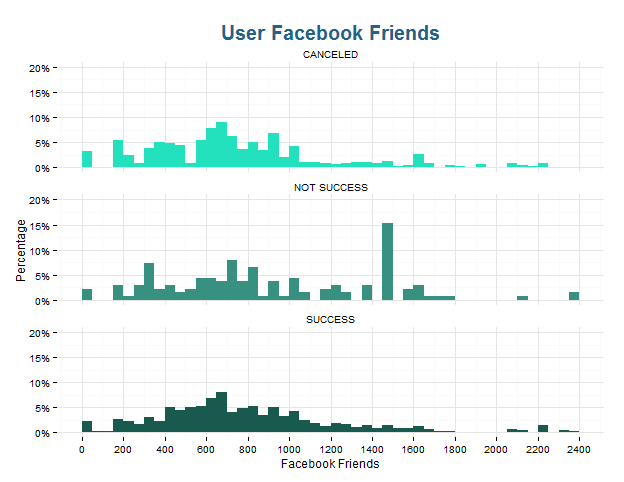 User Facebook Friends
CANCELED
20%
15%
10%
5%
0%
NOT SUCCESS
20%
15%
10%
5%
0%
Percentage
SUCCESS
20%
15%
10%
5%
0%
0 200 400 600 800 1000 1200 1400 1600 1800 2000 2200 2400
Facebook Friends